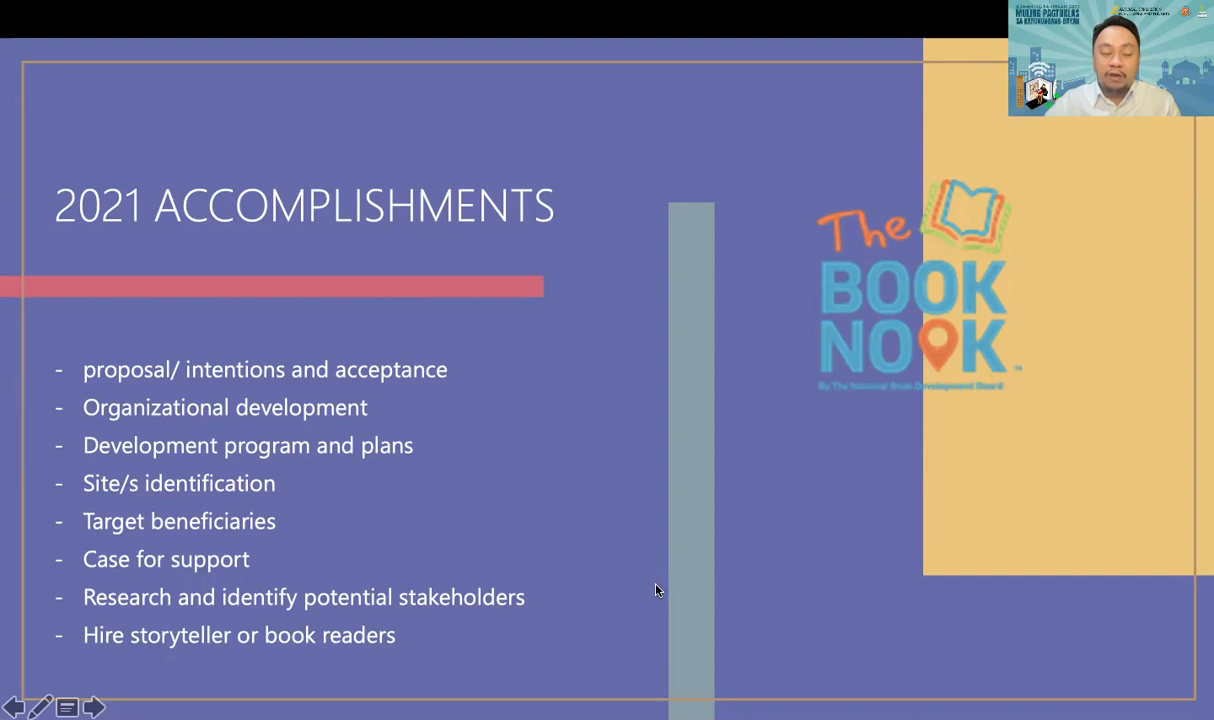 MULING PAGTUKLAS
2021 ACCOMPLISHMENTS
The
BOOK
NOOK
By The National Book Development Board
- proposal/ intentions and acceptance
- Organizational development
- Development program and plans
- Site/s identification
- Target beneficiaries
- Case for support
- Research and identify potential stakeholders
- Hire storyteller or book readers